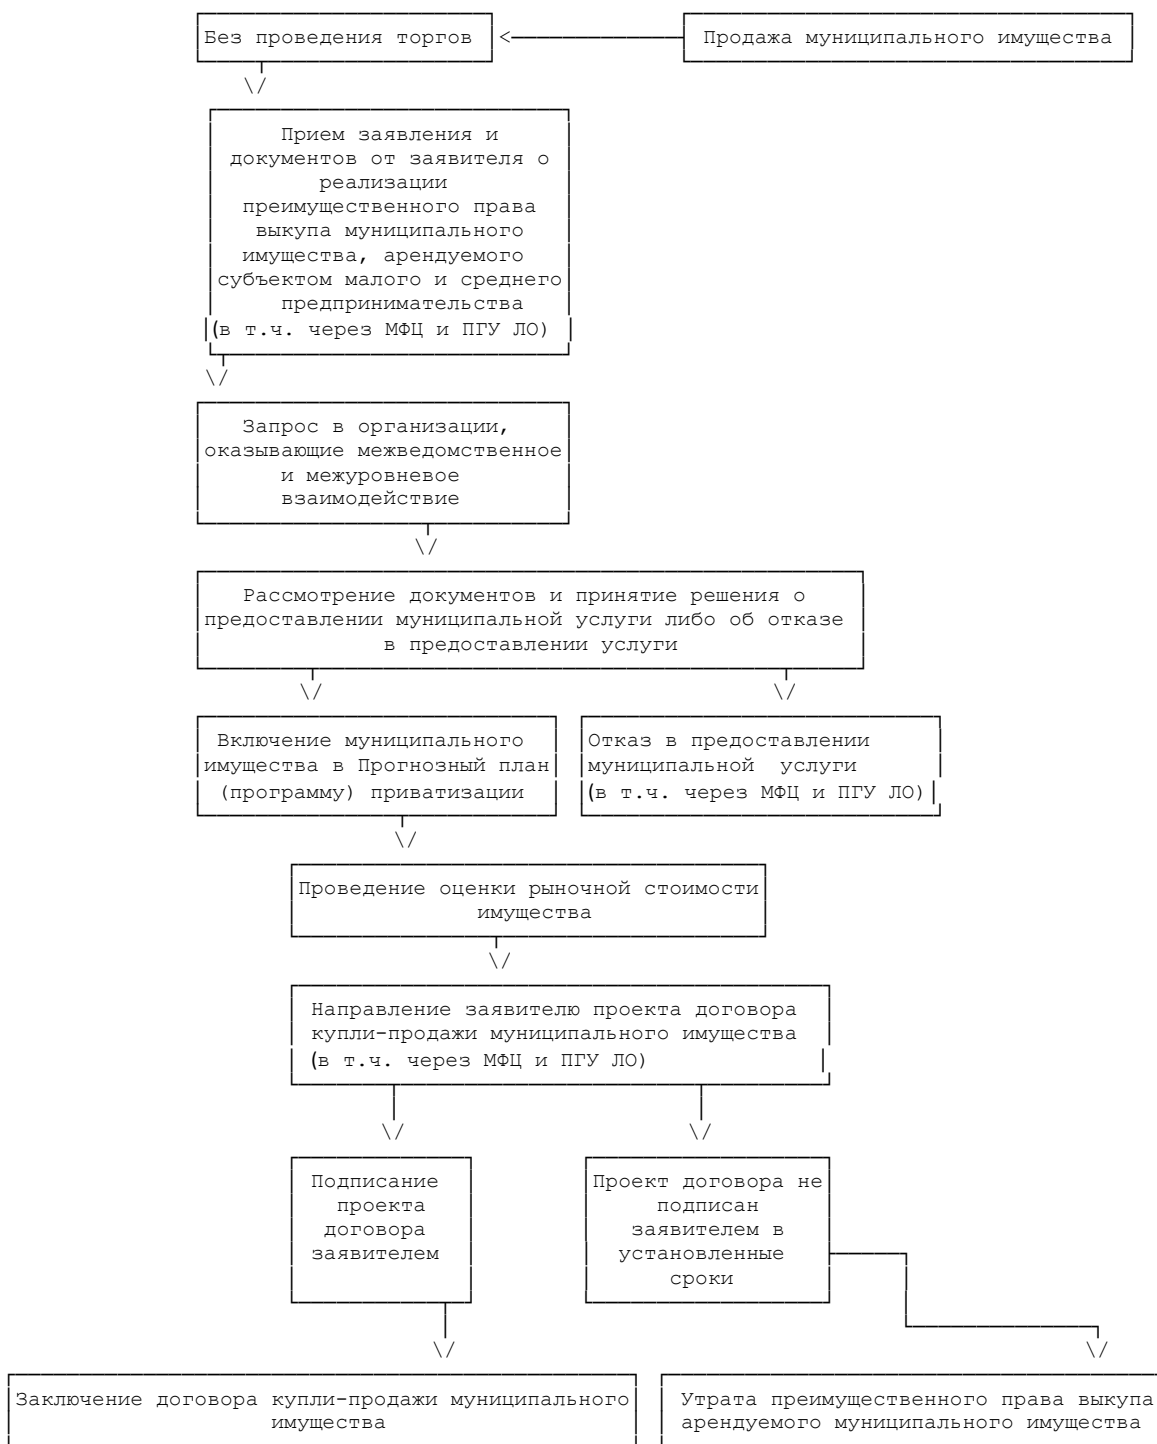 Без проведения торгов
Продажа муниципального имущества
Прием заявления и
документов от заявителя о
реализации
преимущественного права
выкупа муниципального
имущества, арендуемого
субъектом малого и среднего
предпринимательства
(в т.ч. через МФЦ и ПГУ ЛО)
Запрос в организации,
оказывающие межведомственное
и межуровневое
взаимодействие
Рассмотрение документов и принятие решения о
предоставлении муниципальной услуги либо об отказе
в предоставлении услуги
Включение муниципального
имущества в Прогнозный план
(программу) приватизации
Отказ в предоставлении
муниципальной услуги
(в т.ч. через МФЦ и ПГУ ЛО)
Проведение оценки рыночной стоимости
имущества
Направление заявителю проекта договора
купли-продажи муниципального имущества
(в т.ч. через МФЦ и ПГУ ЛО)
Подписание
проекта
договора
заявителем
Проект договора не
подписан
заявителем в
установленные
сроки
Заключение договора купли-продажи муниципального
имущества
Утрата преимущественного права выкупа
арендуемого муниципального имущества